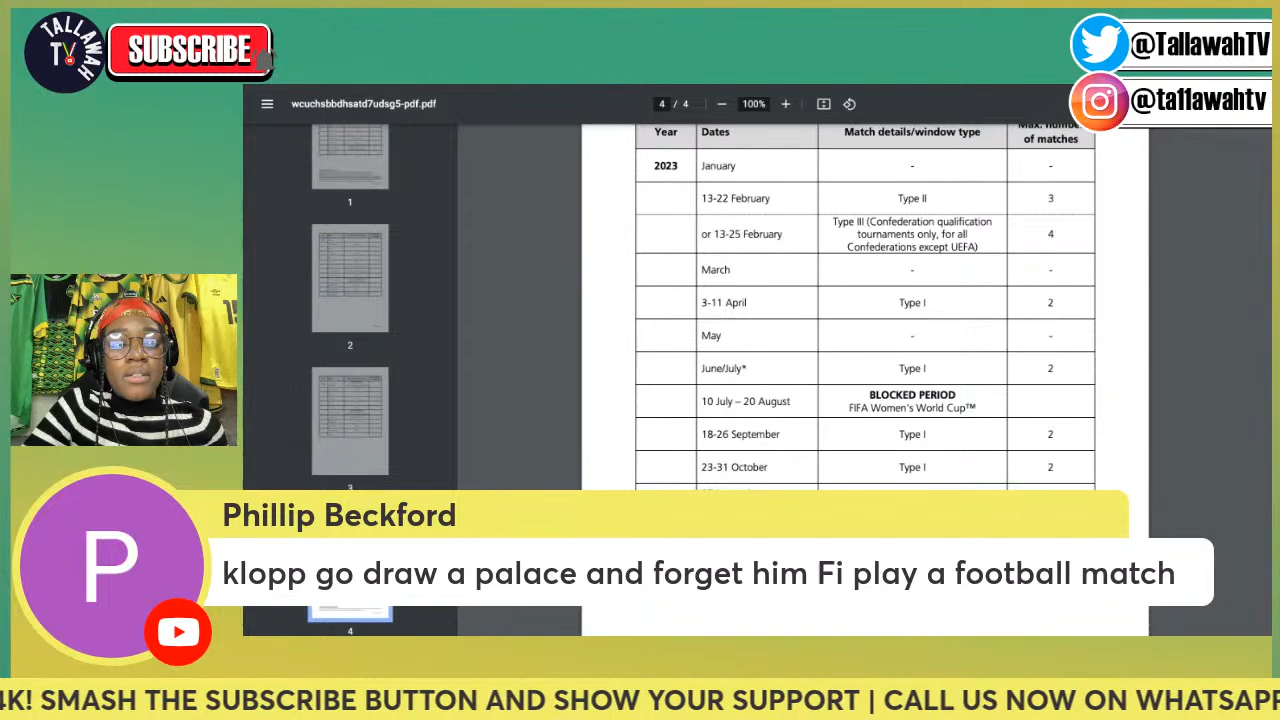 TALLAWAH
TV
SUBSCRIBE
@TallawahTV
@ta11awahtv
wcuchsbbdhsatd7udsg5-pdf.pdf
4 / 4
100%
1
2
3
4
Year Dates Match details/window type Max. number of matches
2023 January - -
13-22 February Type II 3
or 13-25 February Type III (Confederation qualification
tournaments only, for all
Confederations except UEFA) 4
March - -
3-11 April Type I 2
May - -
June/July* Type I 2
10 July – 20 August BLOCKED PERIOD
FIFA Women's World Cup™
18-26 September Type I 2
23-31 October Type I 2
15
P
Phillip Beckford
klopp go draw a palace and forget him Fi play a football match
4K! SMASH THE SUBSCRIBE BUTTON AND SHOW YOUR SUPPORT | CALL US NOW ON WHATSAPP